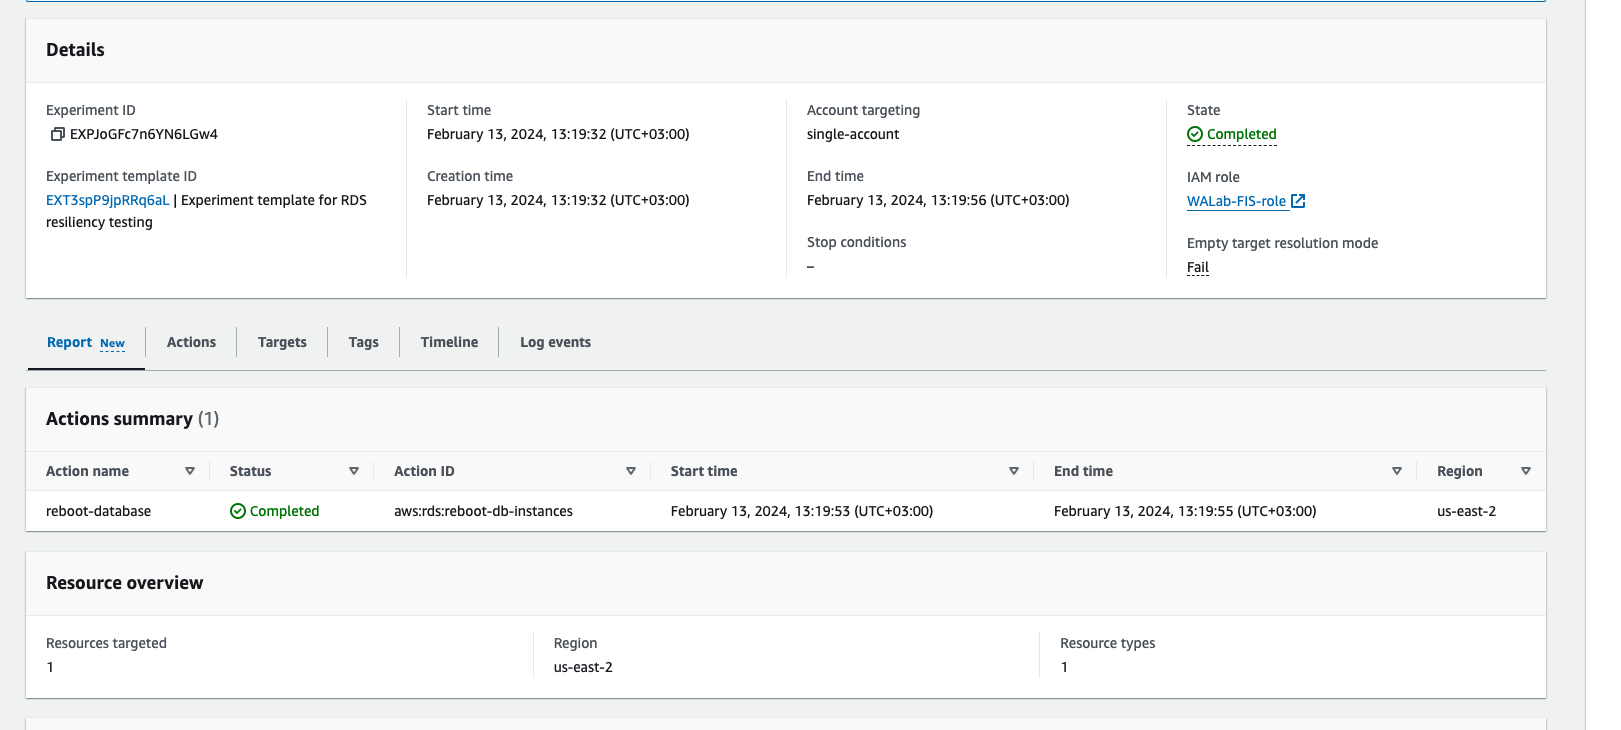 Details
Experiment ID
EXPJoGFc7n6YN6LGw4
Experiment template ID
EXT3spP9jpRRq6aL | Experiment template for RDS
resiliency testing
Start time
February 13, 2024, 13:19:32 (UTC+03:00)
Creation time
February 13, 2024, 13:19:32 (UTC+03:00)
Account targeting
single-account
End time
February 13, 2024, 13:19:56 (UTC+03:00)
Stop conditions
–
State
Completed
IAM role
WALab-FIS-role
Empty target resolution mode
Fail
Report New
Actions
Targets
Tags
Timeline
Log events
Actions summary (1)
Action name Status Action ID Start time End time Region
reboot-database Completed aws:rds:reboot-db-instances February 13, 2024, 13:19:53 (UTC+03:00) February 13, 2024, 13:19:55 (UTC+03:00) us-east-2
Resource overview
Resources targeted
1
Region
us-east-2
Resource types
1